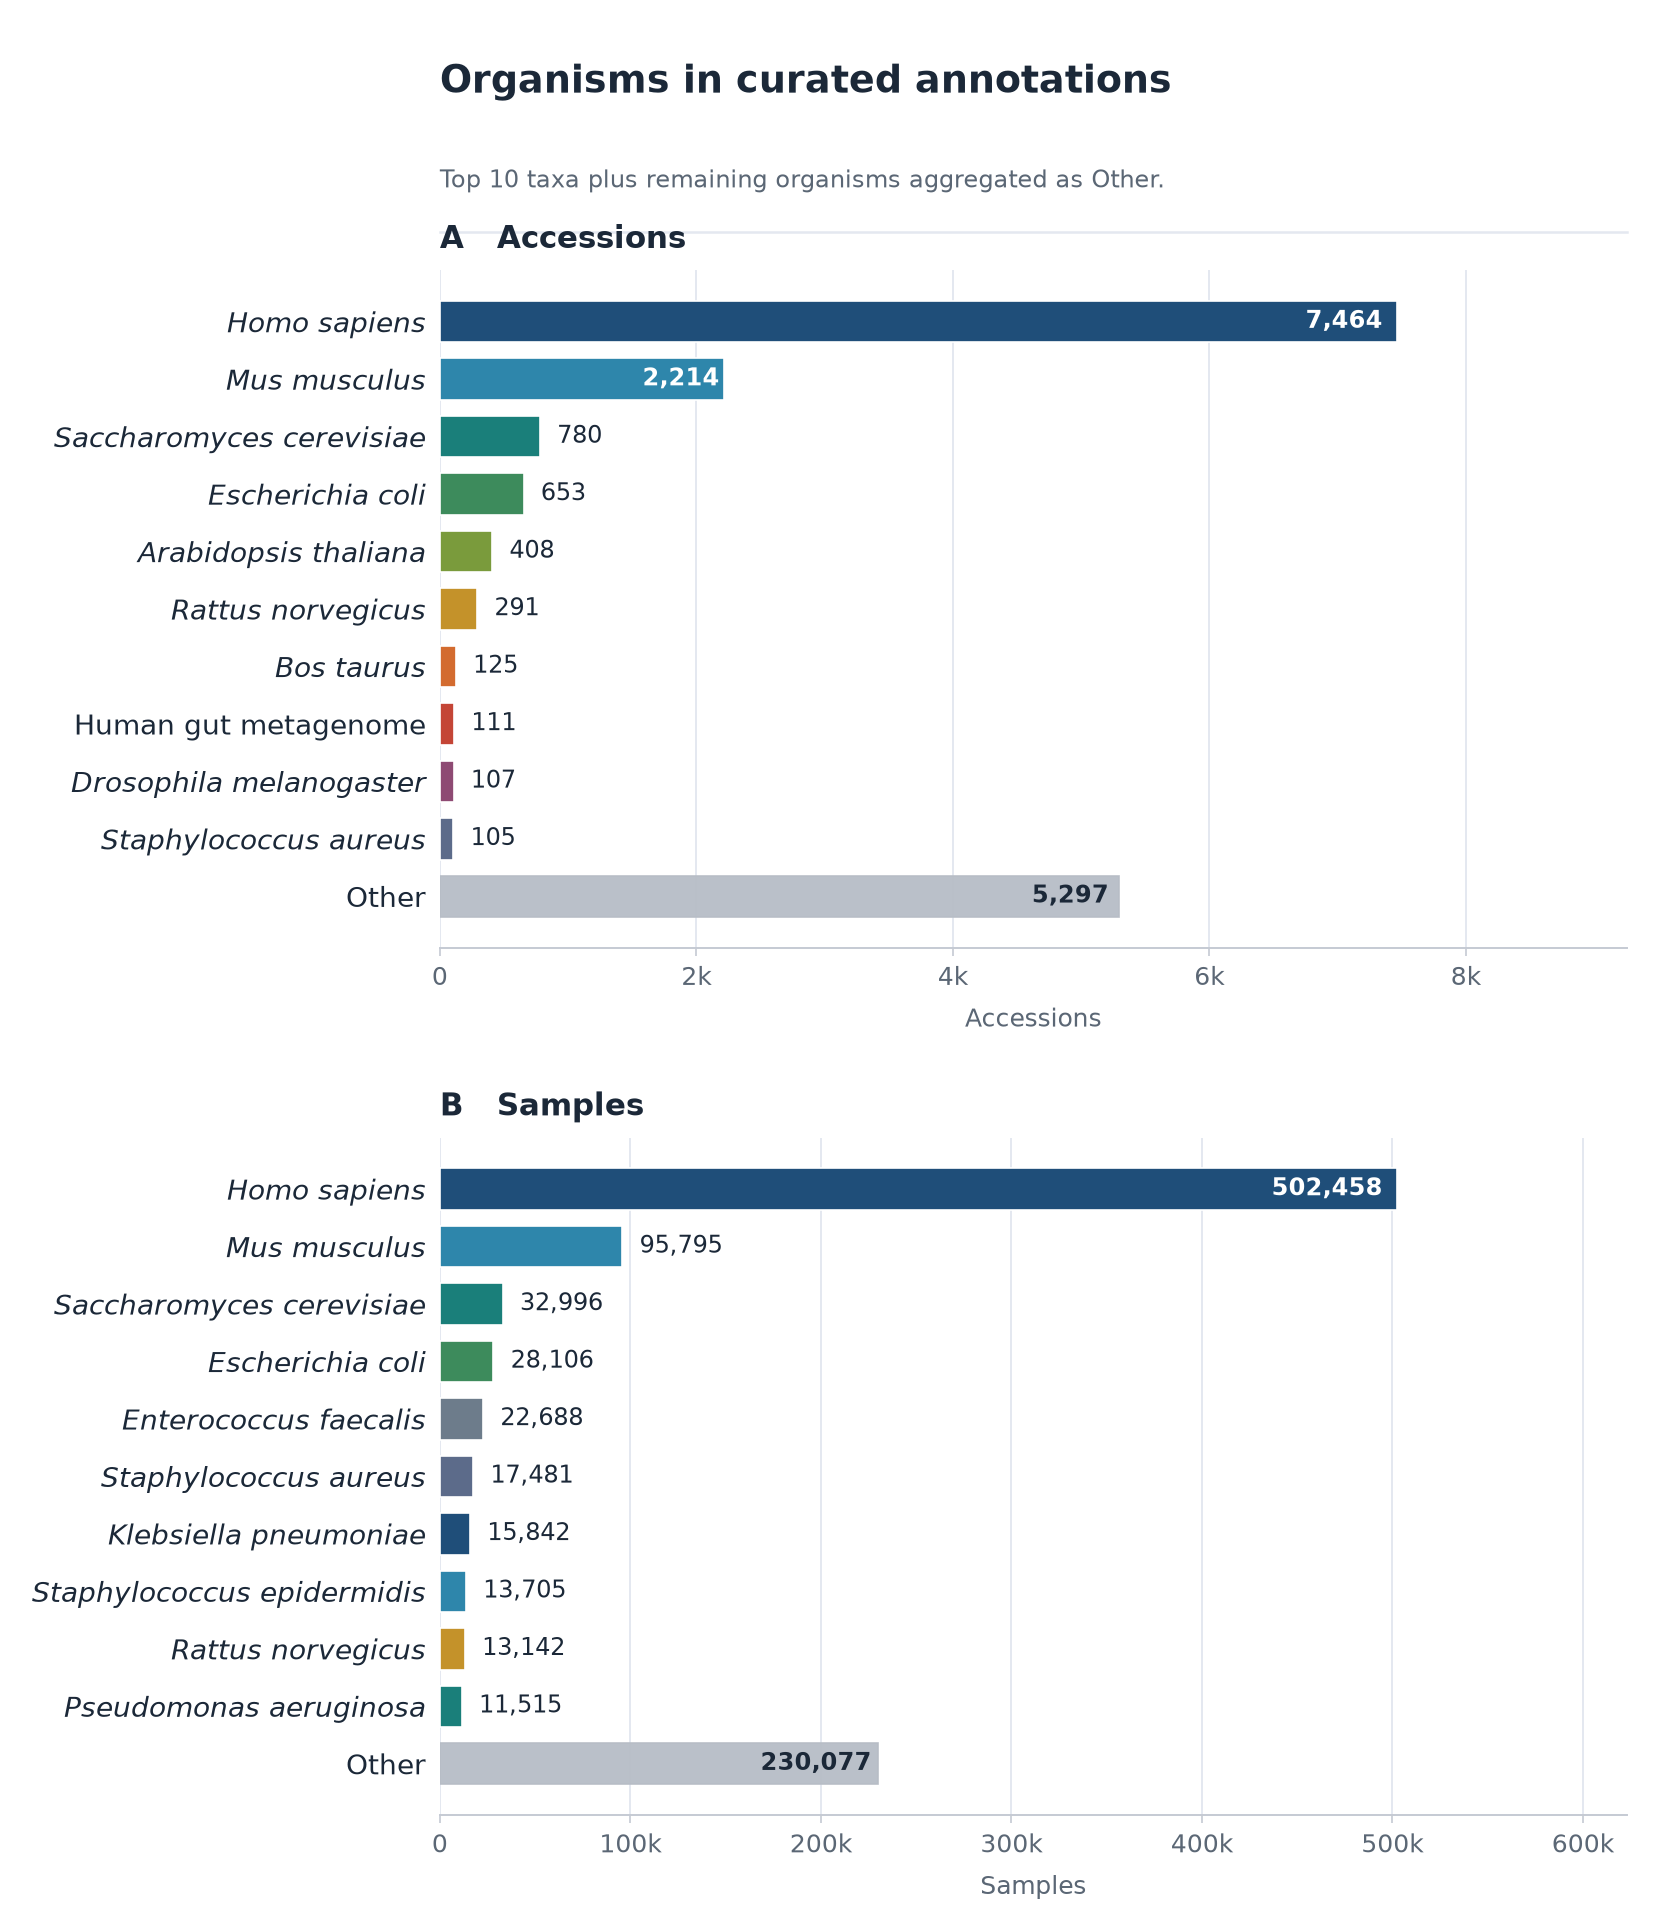 Organisms in curated annotations
Top 10 taxa plus remaining organisms aggregated as Other.
A Accessions
Homo sapiens 7,464
Mus musculus 2,214
Saccharomyces cerevisiae 780
Escherichia coli 653
Arabidopsis thaliana 408
Rattus norvegicus 291
Bos taurus 125
Human gut metagenome 111
Drosophila melanogaster 107
Staphylococcus aureus 105
Other 5,297
0 2k 4k 6k 8k
Accessions
B Samples
Homo sapiens 502,458
Mus musculus 95,795
Saccharomyces cerevisiae 32,996
Escherichia coli 28,106
Enterococcus faecalis 22,688
Staphylococcus aureus 17,481
Klebsiella pneumoniae 15,842
Staphylococcus epidermidis 13,705
Rattus norvegicus 13,142
Pseudomonas aeruginosa 11,515
Other 230,077
0 100k 200k 300k 400k 500k 600k
Samples